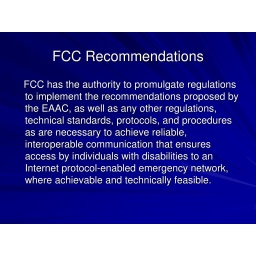 FCC Recommendations
FCC has the authority to promulgate regulations
to implement the recommendations proposed by
the EAAC, as well as any other regulations,
technical standards, protocols, and procedures
as are necessary to achieve reliable,
interoperable communication that ensures
access by individuals with disabilities to an
Internet protocol-enabled emergency network,
where achievable and technically feasible.